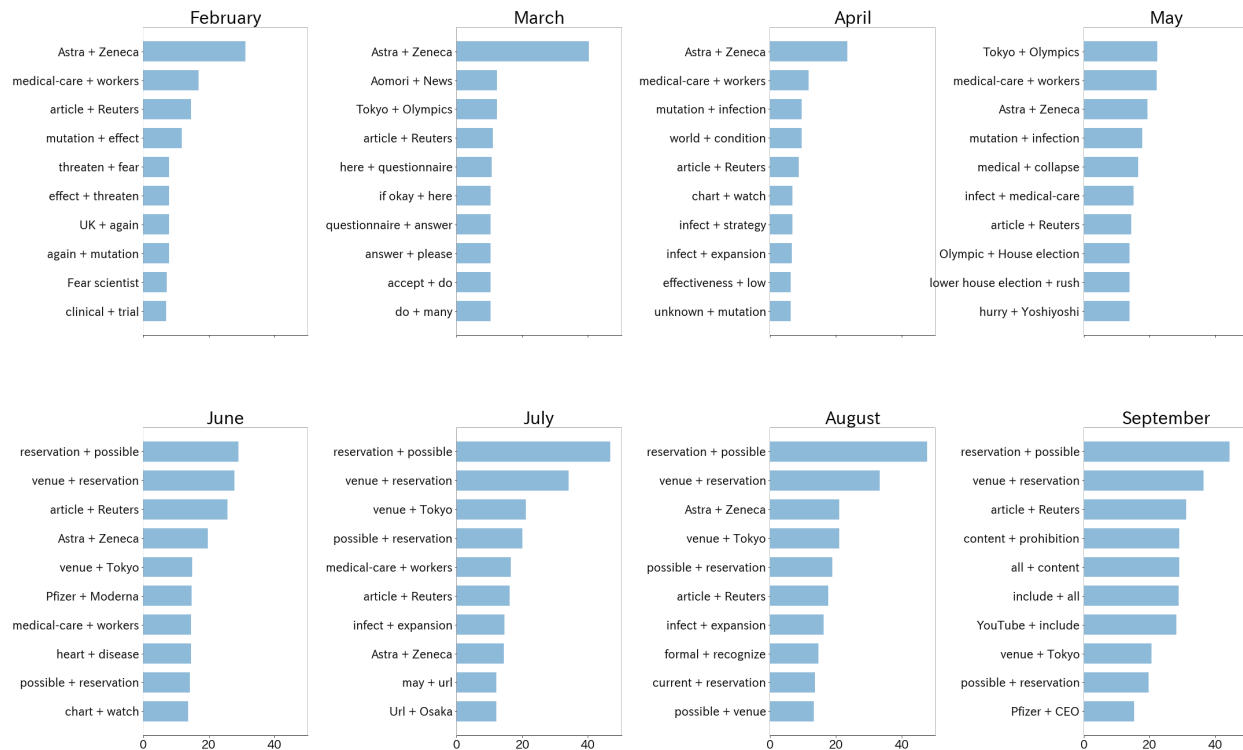 February
Astra + Zeneca
medical-care + workers
article + Reuters
mutation + effect
threaten + fear
effect + threaten
UK + again
again + mutation
Fear scientist
clinical + trial
March
Astra + Zeneca
Aomori + News
Tokyo + Olympics
article + Reuters
here + questionnaire
if okay + here
questionnaire + answer
answer + please
accept + do
do + many
April
Astra + Zeneca
medical-care + workers
mutation + infection
world + condition
article + Reuters
chart + watch
infect + strategy
infect + expansion
effectiveness + low
unknown + mutation
May
Tokyo + Olympics
medical-care + workers
Astra + Zeneca
mutation + infection
medical + collapse
infect + medical-care
article + Reuters
Olympic + House election
lower house election + rush
hurry + Yoshiyoshi
June
reservation + possible
venue + reservation
article + Reuters
Astra + Zeneca
venue + Tokyo
Pfizer + Moderna
medical-care + workers
heart + disease
possible + reservation
chart + watch
0 20 40
July
reservation + possible
venue + reservation
venue + Tokyo
possible + reservation
medical-care + workers
article + Reuters
infect + expansion
Astra + Zeneca
may + url
Url + Osaka
0 20 40
August
reservation + possible
venue + reservation
Astra + Zeneca
venue + Tokyo
possible + reservation
article + Reuters
infect + expansion
formal + recognize
current + reservation
possible + venue
0 20 40
September
reservation + possible
venue + reservation
article + Reuters
content + prohibition
all + content
include + all
YouTube + include
venue + Tokyo
possible + reservation
Pfizer + CEO
0 20 40